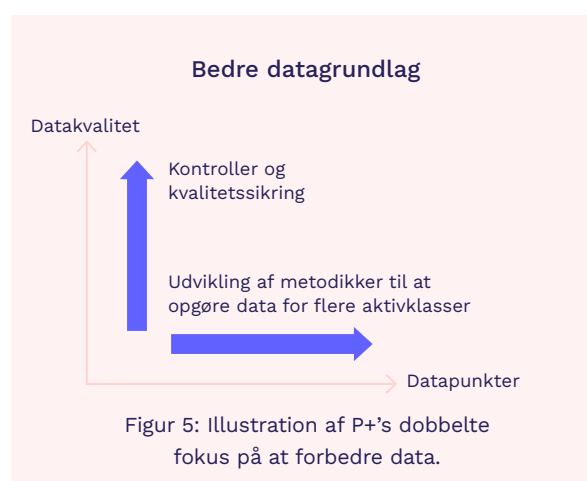 Bedre datagrundlag
Datakvalitet
Kontroller og
kvalitetssikring
Udvikling af metodikker til at
opgøre data for flere aktivklasser
Datapunkter
Figur 5: Illustration af P+’s dobbelte
fokus på at forbedre data.